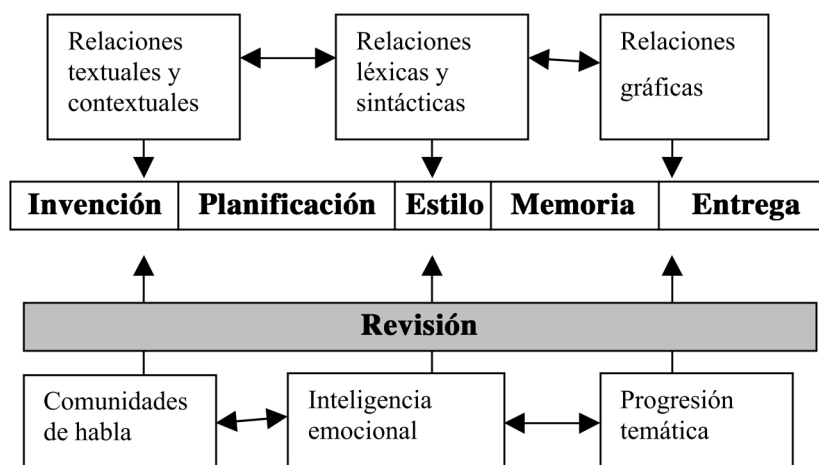 Relaciones
textuales y
contextuales
Relaciones
léxicas y
sintácticas
Relaciones
gráficas
Invención Planificación Estilo Memoria Entrega
Revisión
Comunidades
de habla
Inteligencia
emocional
Progresión
temática